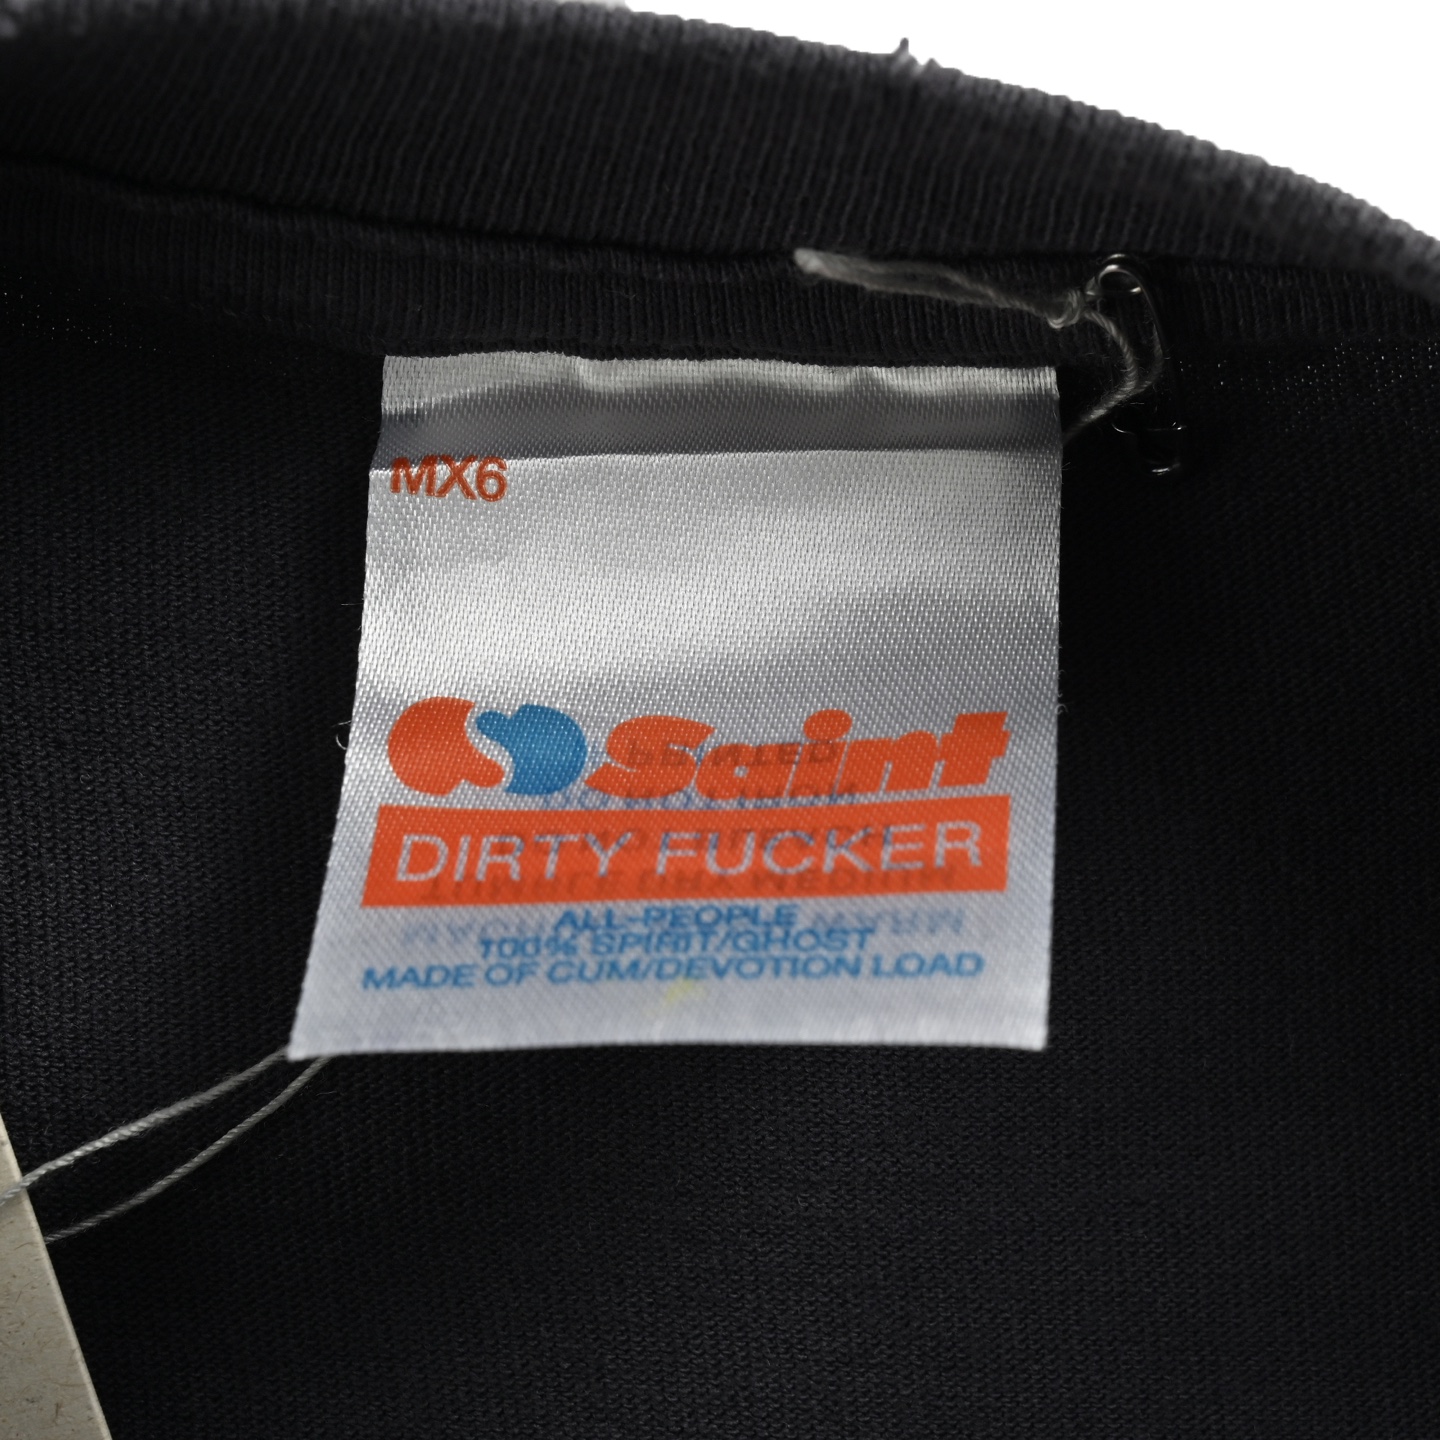 MX6
Saint
DIRTY FUCKER
ALL-PEOPLE
100% SPIRIT/GHOST
MADE OF CUM/DEVOTION LOAD